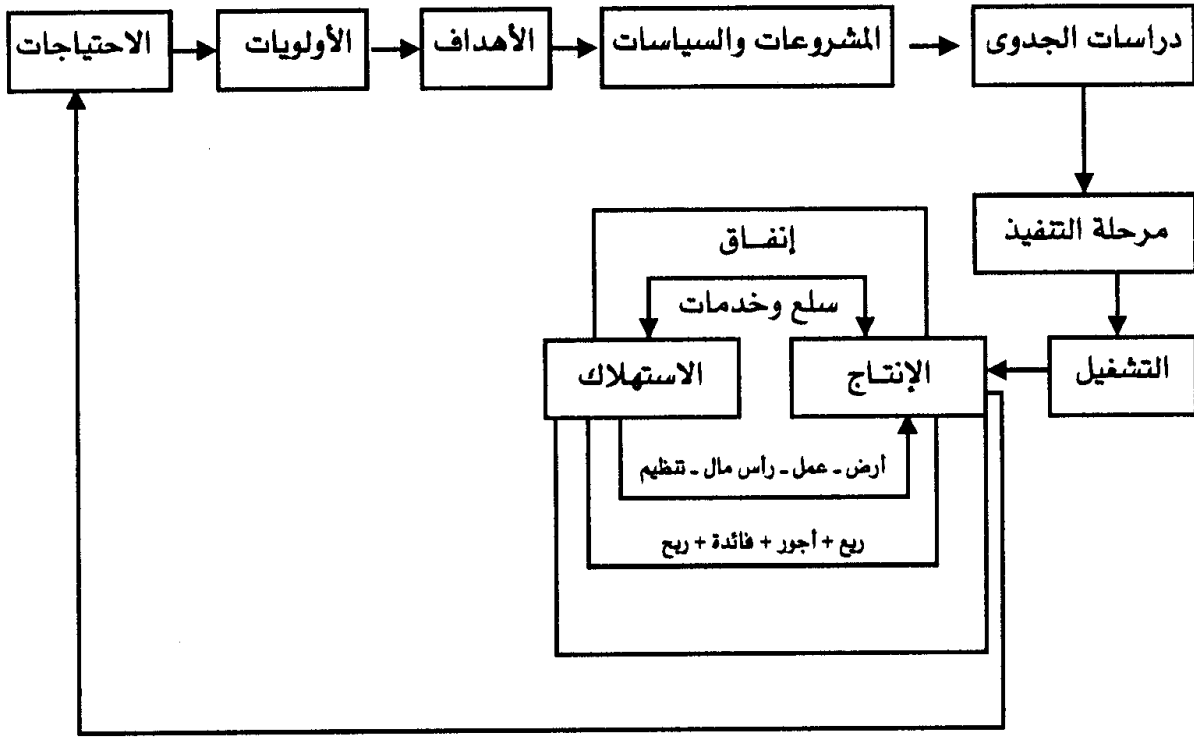 الاحتياجات
الأولويات
الأهداف
المشروعات والسياسات
دراسات الجدوى
مرحلة التنفيذ
إنفــاق
سلع وخدمات
الاستهلاك
الإنتـاج
التشغيل
أرض ـ عمل ـ رأس مال ـ تنظيم
ريع + أجور + فائدة + ربح